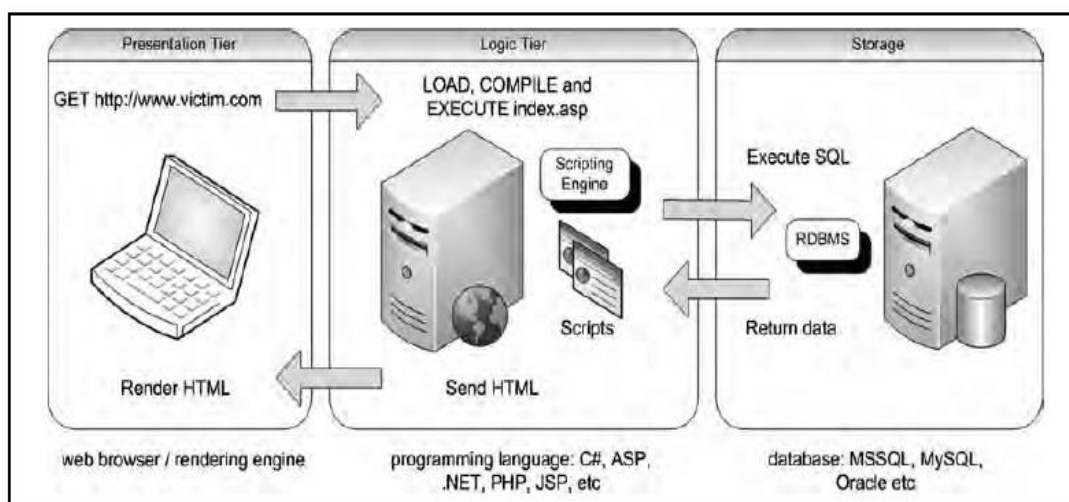 Presentation Tier
GET http://www.victim.com
Render HTML
web browser / rendering engine
Logic Tier
LOAD, COMPILE and
EXECUTE index.asp
Scripting
Engine
Scripts
Send HTML
programming language: C#, ASP,
.NET, PHP, JSP, etc
Storage
Execute SQL
RDBMS
Return data
database: MSSQL, MySQL,
Oracle etc